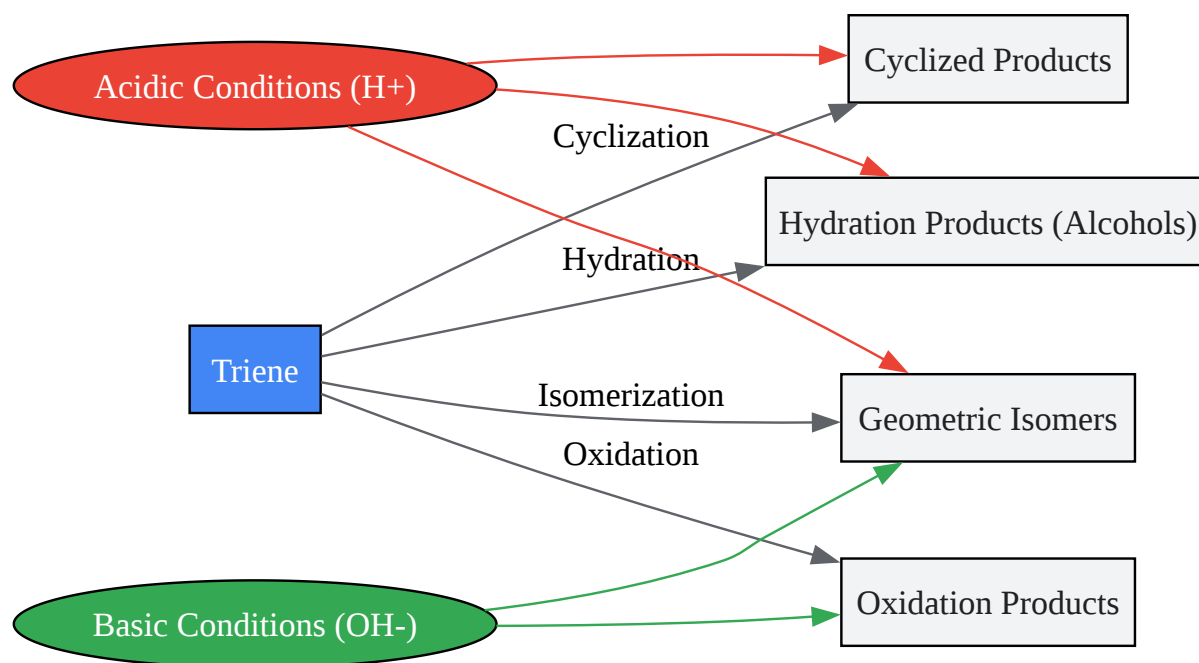 Acidic Conditions (H+)
Cyclized Products
Cyclization
Hydration Products (Alcohols)
Hydration
Triene
Isomerization
Geometric Isomers
Oxidation
Oxidation Products
Basic Conditions (OH-)